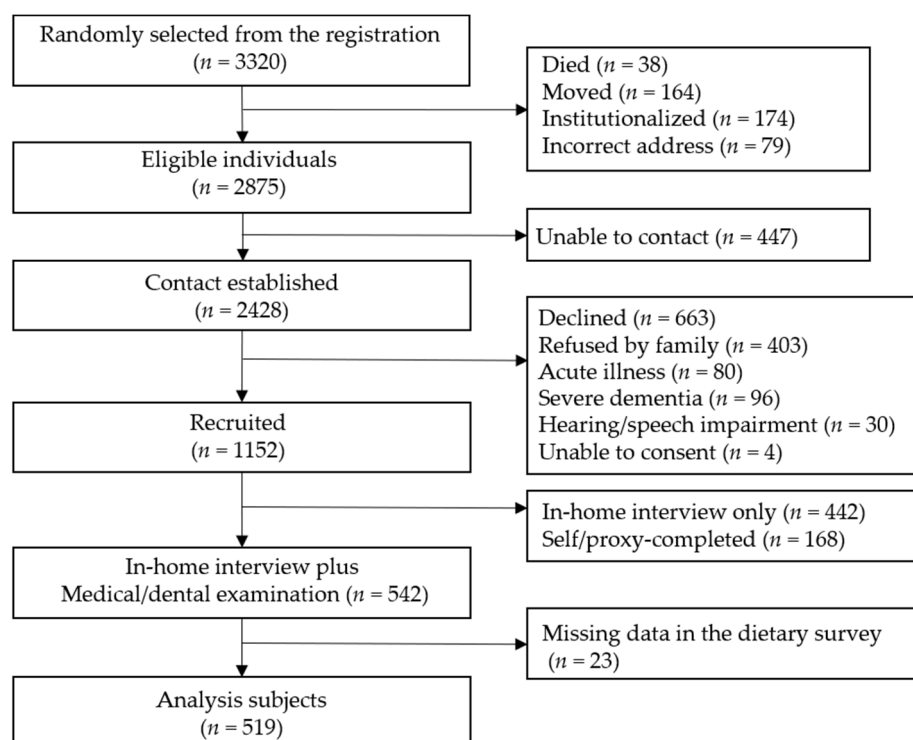 Randomly selected from the registration
(n = 3320)
Died (n = 38)
Moved (n = 164)
Institutionalized (n = 174)
Incorrect address (n = 79)
Eligible individuals
(n = 2875)
Unable to contact (n = 447)
Contact established
(n = 2428)
Declined (n = 663)
Refused by family (n = 403)
Acute illness (n = 80)
Severe dementia (n = 96)
Hearing/speech impairment (n = 30)
Unable to consent (n = 4)
Recruited
(n = 1152)
In-home interview only (n = 442)
Self/proxy-completed (n = 168)
In-home interview plus
Medical/dental examination (n = 542)
Missing data in the dietary survey
(n = 23)
Analysis subjects
(n = 519)